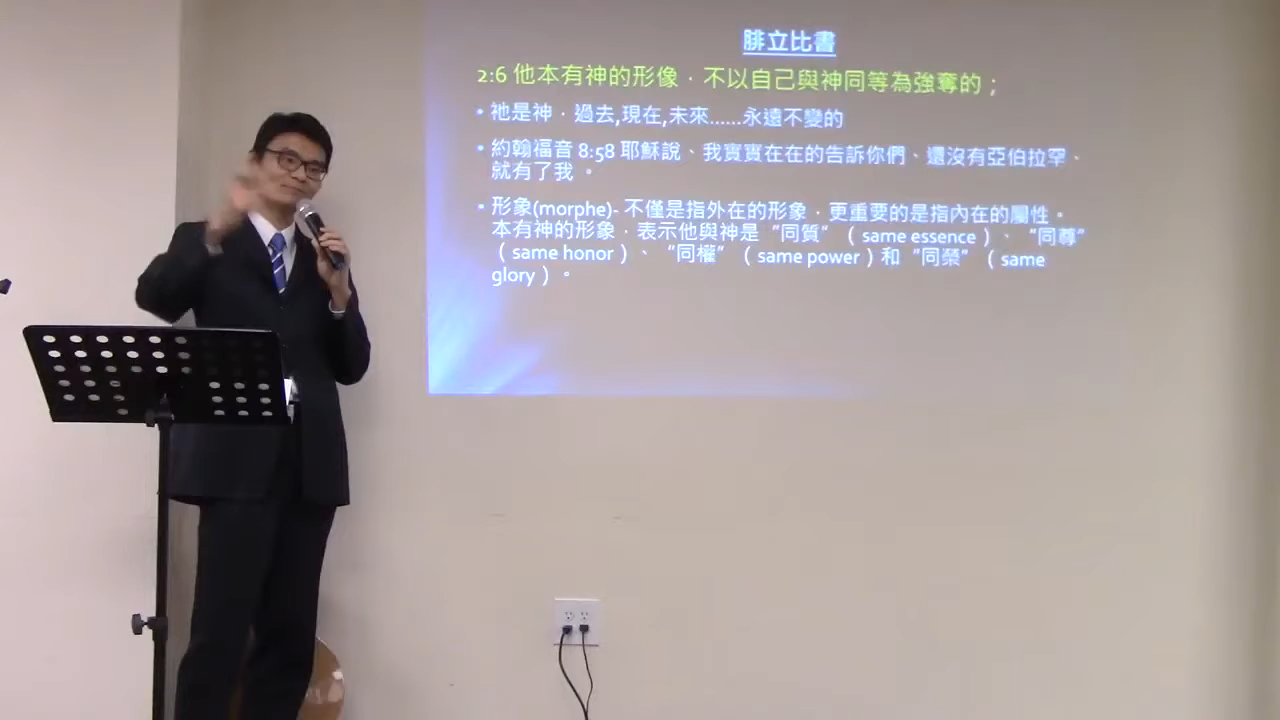 腓立比書
2:6 他本有神的形像．不以自己與神同等為強奪的；
• 祂是神．過去,現在,未來......永遠不變的
• 約翰福音 8:58 耶穌說、我實實在在的告訴你們、還沒有亞伯拉罕、
就有了我 。
• 形象(morphe)- 不僅是指外在的形象．更重要的是指內在的屬性。
本有神的形象．表示他與神是 “同質” （ same essence ）、 “同尊”
（ same honor ）、 “同權” （ same power ）和 “同榮” （ same
glory ） 。